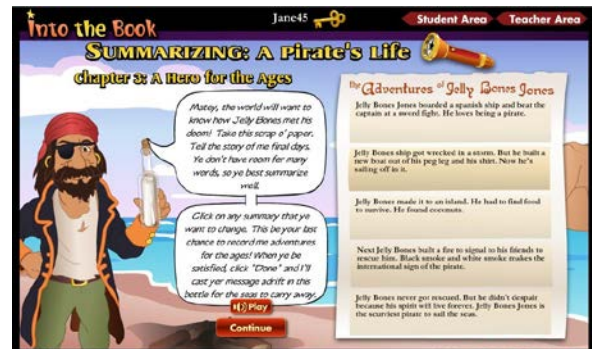 Into the Book
Jane45
Student Area
Teacher Area
Summarizing: A Pirate's Life
Chapter 3: A Hero for the Ages
Matey, the world will want to
know how Jelly Bones met his
doom! Take this scrap o' paper.
Tell the story of me final days.
Ye don't have room for many
words, so ye best summarize
well.
Click on any summary that ye
want to change. This be your last
chance to record me adventures
for the ages! When ye be
satisfied, click "Done" and I'll
cast yer message adrift in this
bottle for the seas to carry away.
Play
Continue
The Adventures of Jelly Bones Jones
Jelly Bones Jones boarded a spanish ship and beat the
captain at a sword fight. He loves being a pirate.
Jelly Bones ship got wrecked in a storm. But he built a
new boat out of his peg leg and his shirt. Now he's
sailing off in it.
Jelly Bones made it to an island. He had to find food
to survive. He found coconuts.
Next Jelly Bones built a fire to signal to his friends to
rescue him. Black smoke and white smoke makes the
international sign of the pirate.
Jelly Bones never got rescued. But he didn't despair
because his spirit will live forever. Jelly Bones Jones is
the scurviest pirate to sail the seas.